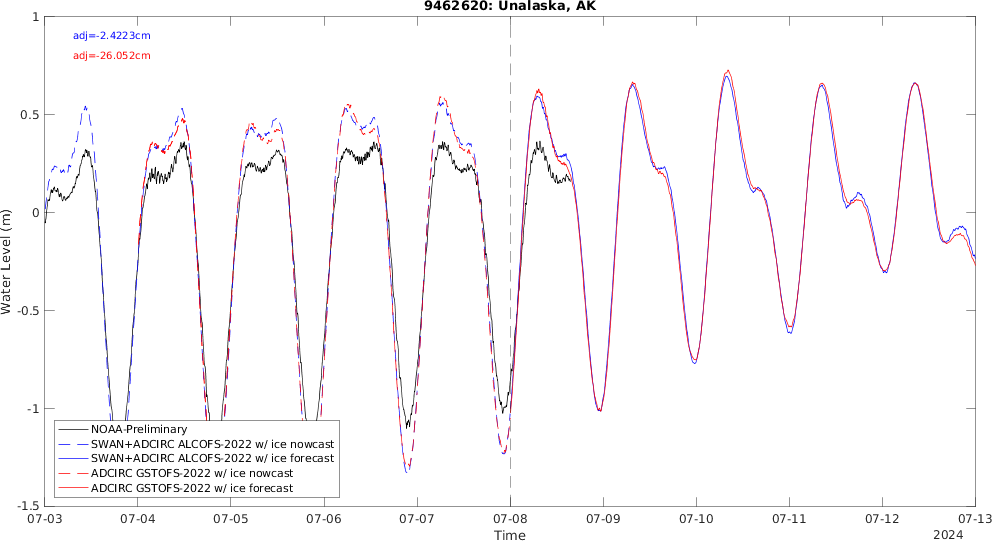 9462620: Unalaska, AK
adj=-2.4223cm
adj=-26.052cm
1
0.5
0
-0.5
-1
-1.5
Water Level (m)
NOAA-Preliminary
SWAN+ADCIRC ALCOFS-2022 w/ ice nowcast
SWAN+ADCIRC ALCOFS-2022 w/ ice forecast
ADCIRC GSTOFS-2022 w/ ice nowcast
ADCIRC GSTOFS-2022 w/ ice forecast
07-03 07-04 07-05 07-06 07-07 07-08 07-09 07-10 07-11 07-12 07-13
Time
2024